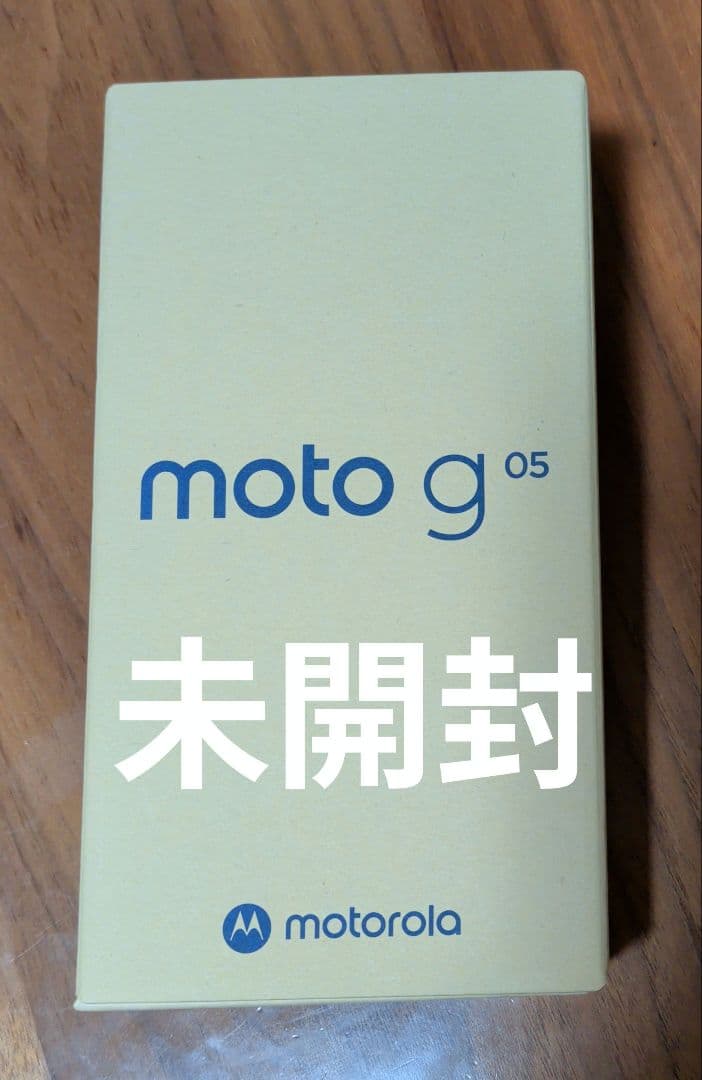 moto g 05
未開封
motorola